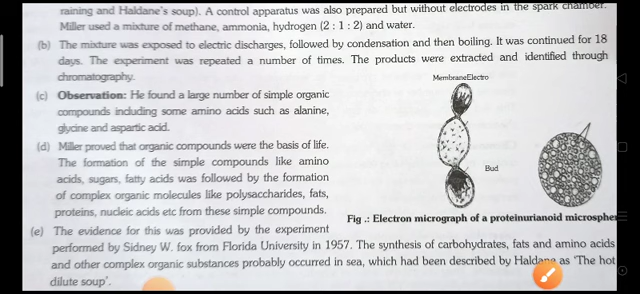 raining and Haldane's soup). A control apparatus was also prepared but without electrodes in the spark chamber.
Miller used a mixture of methane, ammonia, hydrogen (2 : 1 : 2) and water.
(b) The mixture was exposed to electric discharges, followed by condensation and then boiling. It was continued for 18
days. The experiment was repeated a number of times. The products were extracted and identified through
chromatography.
(c) Observation: He found a large number of simple organic
compounds including some amino acids such as alanine,
glycine and aspartic acid.
(d) Miller proved that organic compounds were the basis of life.
The formation of the simple compounds like amino
acids, sugars, fatty acids was followed by the formation
of complex organic molecules like polysaccharides, fats,
proteins, nucleic acids etc from these simple compounds.
MembraneElectro
Bud
Fig .: Electron micrograph of a proteinurianoid microspher
(e) The evidence for this was provided by the experiment
performed by Sidney W. fox from Florida University in 1957. The synthesis of carbohydrates, fats and amino acids
and other complex organic substances probably occurred in sea, which had been described by Haldane as 'The hot
dilute soup'.